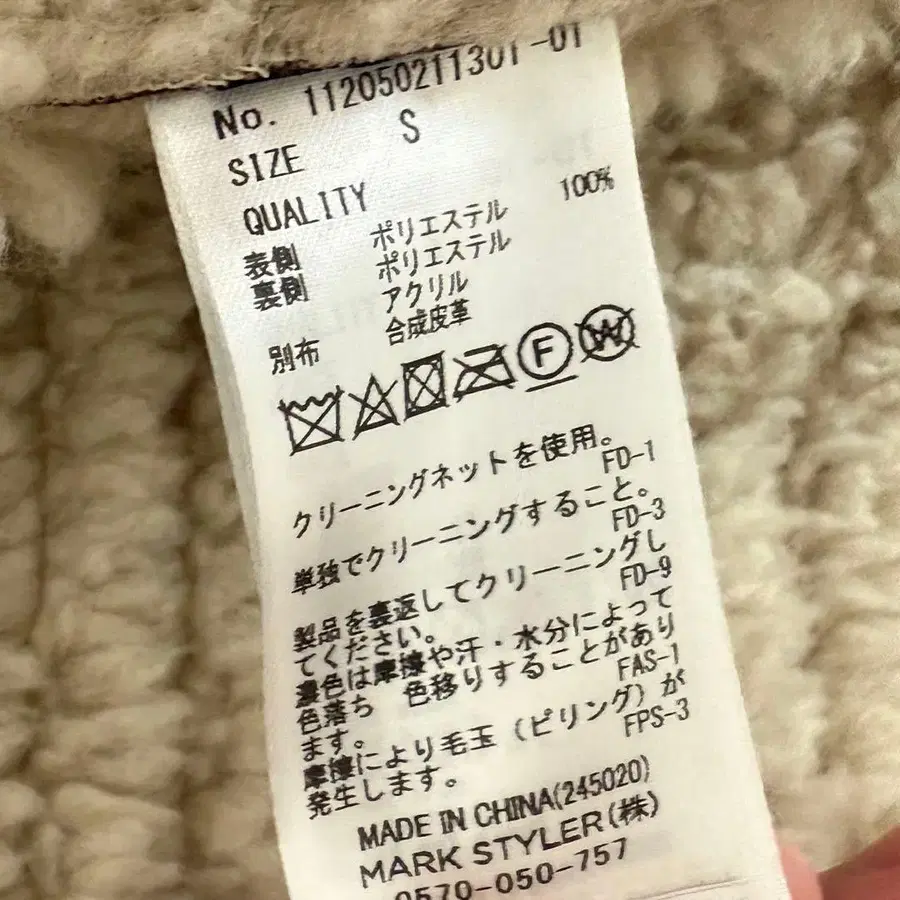 No. 112050211301-01
SIZE S
QUALITY
表側 ポリエステル 100%
裏側 ポリエステル
アクリル
別布 合成皮革
F W
クリーニングネットを使用。
FD-1
単独でクリーニングすること。
FD-3
製品を裏返してクリーニングし
てください。
FD-9
濃色は摩擦や汗・水分によって
色落ち 色移りすることがあり
ます。
FAS-1
摩擦により毛玉(ピリング)が
発生します。
FPS-3
MADE IN CHINA(245020)
MARK STYLER(株)
0570-050-757